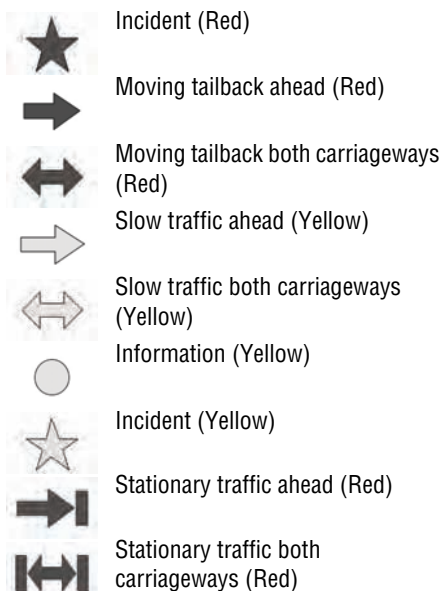 Incident (Red)
Moving tailback ahead (Red)
Moving tailback both carriageways
(Red)
Slow traffic ahead (Yellow)
Slow traffic both carriageways
(Yellow)
Information (Yellow)
Incident (Yellow)
Stationary traffic ahead (Red)
Stationary traffic both
carriageways (Red)